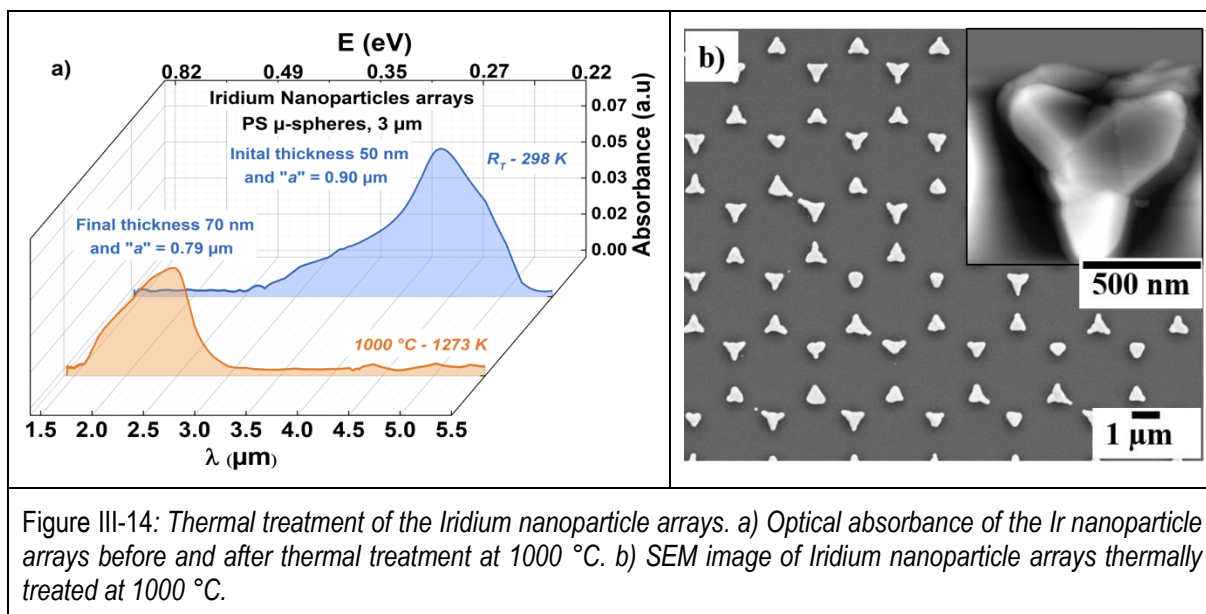 a)
E (eV)
0.82 0.49 0.35 0.27 0.22
Iridium Nanoparticles arrays
PS µ-spheres, 3 µm
Inital thickness 50 nm
and "a" = 0.90 µm
R_T - 298 K
0.07
0.05
0.03
0.02
0.00
Absorbance (a.u)
Final thickness 70 nm
and "a" = 0.79 µm
1000 °C - 1273 K
1.5 2.0 2.5 3.0 3.5 4.0 4.5 5.0 5.5
λ (µm)
b)
500 nm
1 µm
Figure III-14: Thermal treatment of the Iridium nanoparticle arrays. a) Optical absorbance of the Ir nanoparticle
arrays before and after thermal treatment at 1000 °C. b) SEM image of Iridium nanoparticle arrays thermally
treated at 1000 °C.